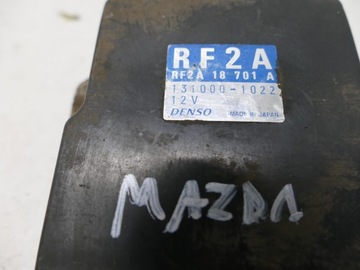 RF2A
RF2A 18 701 A
131000-1022
12V
DENSO MADE IN JAPAN
MAZDA